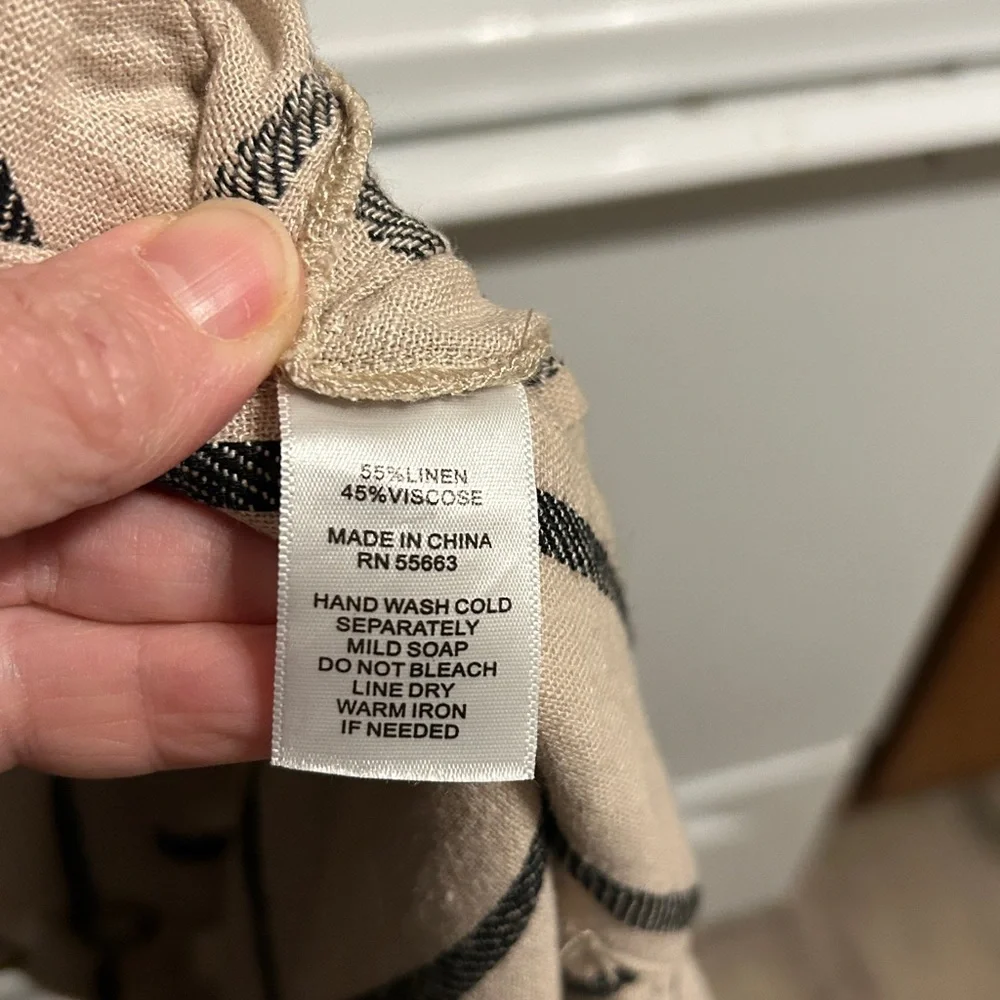 55%LINEN
45%VISCOSE
MADE IN CHINA
RN 55663
HAND WASH COLD
SEPARATELY
MILD SOAP
DO NOT BLEACH
LINE DRY
WARM IRON
IF NEEDED